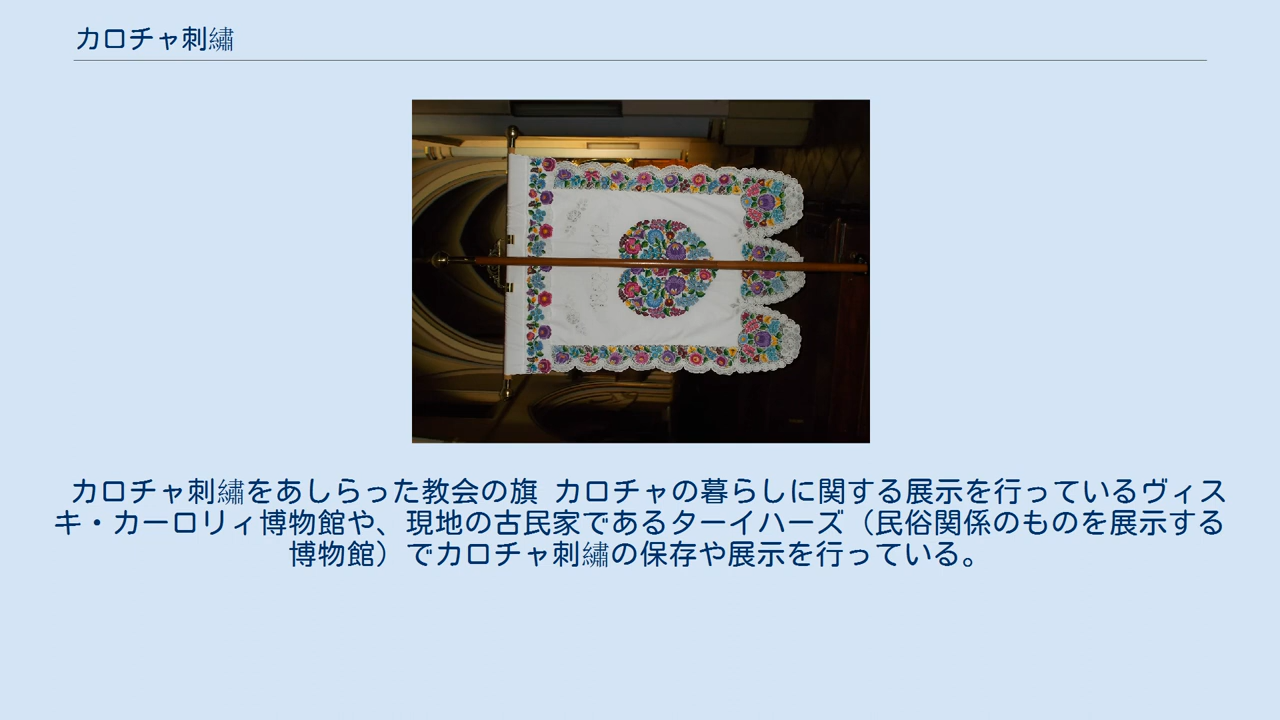 カロチャ刺繡
カロチャ刺繡をあしらった教会の旗 カロチャの暮らしに関する展示を行っているヴィス
キ・カーロリィ博物館や、現地の古民家であるターイハーズ（民俗関係のものを展示する
博物館）でカロチャ刺繡の保存や展示を行っている。